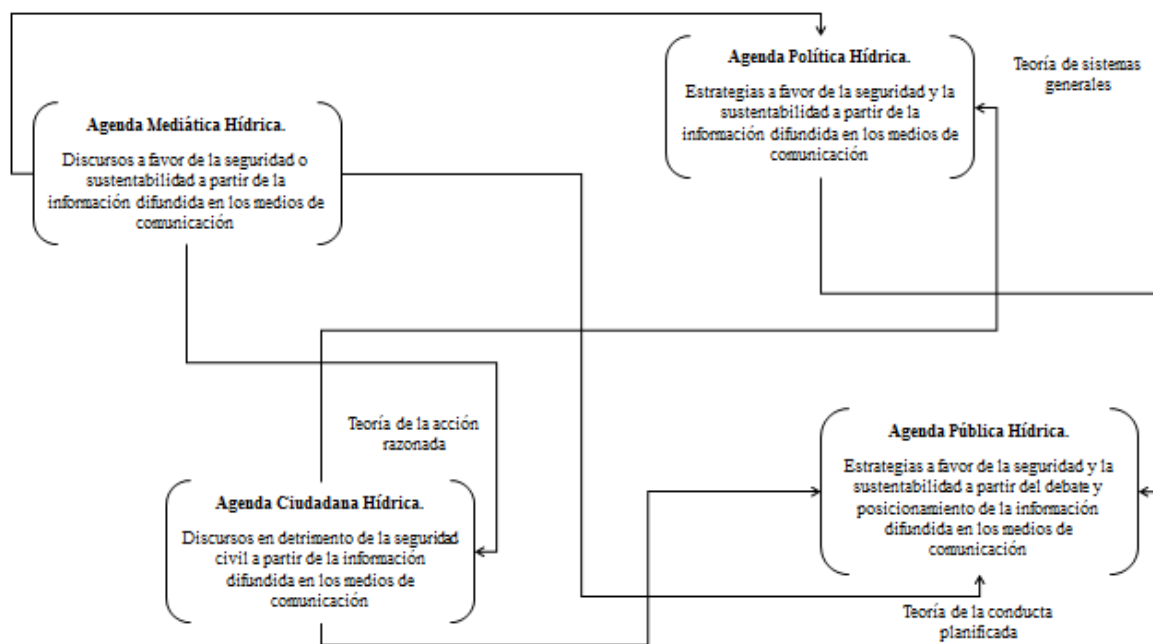 Agenda Política Hídrica.
Estrategias a favor de la seguridad y la
sustentabilidad a partir de la
información difundida en los medios de
comunicación
Teoría de sistemas
generales
Agenda Mediática Hídrica.
Discursos a favor de la seguridad o
sustentabilidad a partir de la
información difundida en los medios de
comunicación
Teoría de la acción
razonada
Agenda Ciudadana Hídrica.
Discursos en detrimento de la seguridad
civil a partir de la información
difundida en los medios de
comunicación
Agenda Pública Hídrica.
Estrategias a favor de la seguridad y la
sustentabilidad a partir del debate y
posicionamiento de la información
difundida en los medios de
comunicación
Teoría de la conducta
planificada